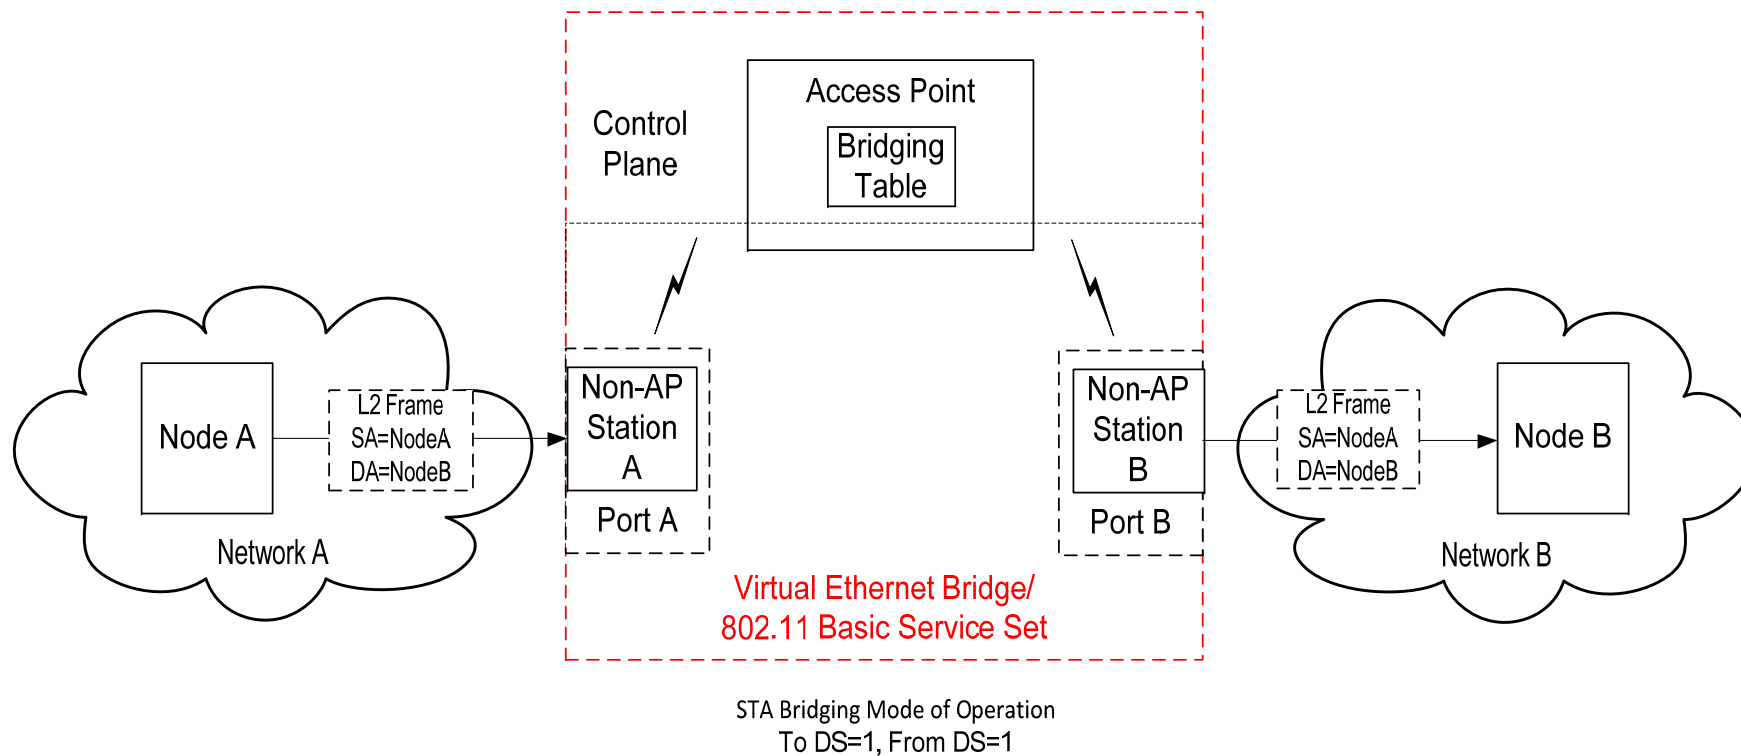 Access Point
Control
Plane
Bridging
Table
Node A
L2 Frame
SA=NodeA
DA=NodeB
Non-AP
Station
A
Port A
Network A
Non-AP
Station
B
Port B
L2 Frame
SA=NodeA
DA=NodeB
Node B
Network B
Virtual Ethernet Bridge/
802.11 Basic Service Set
STA Bridging Mode of Operation
To DS=1, From DS=1